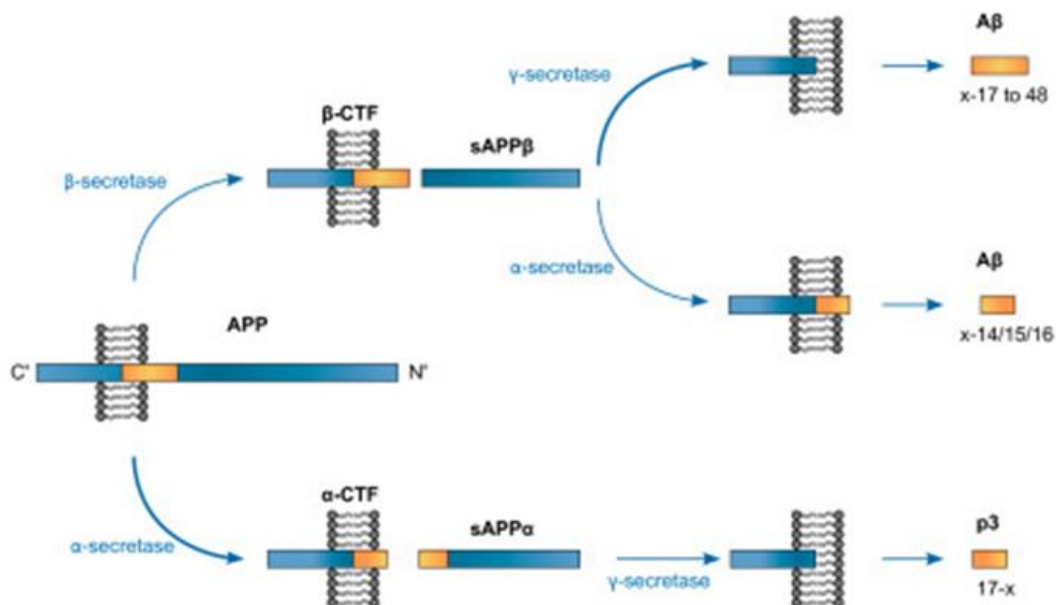 Aβ
γ-secretase
x-17 to 48
β-CTF
sAPPβ
β-secretase
α-secretase
Aβ
x-14/15/16
APP
C' N'
α-CTF
sAPPα
p3
α-secretase
γ-secretase
17-x